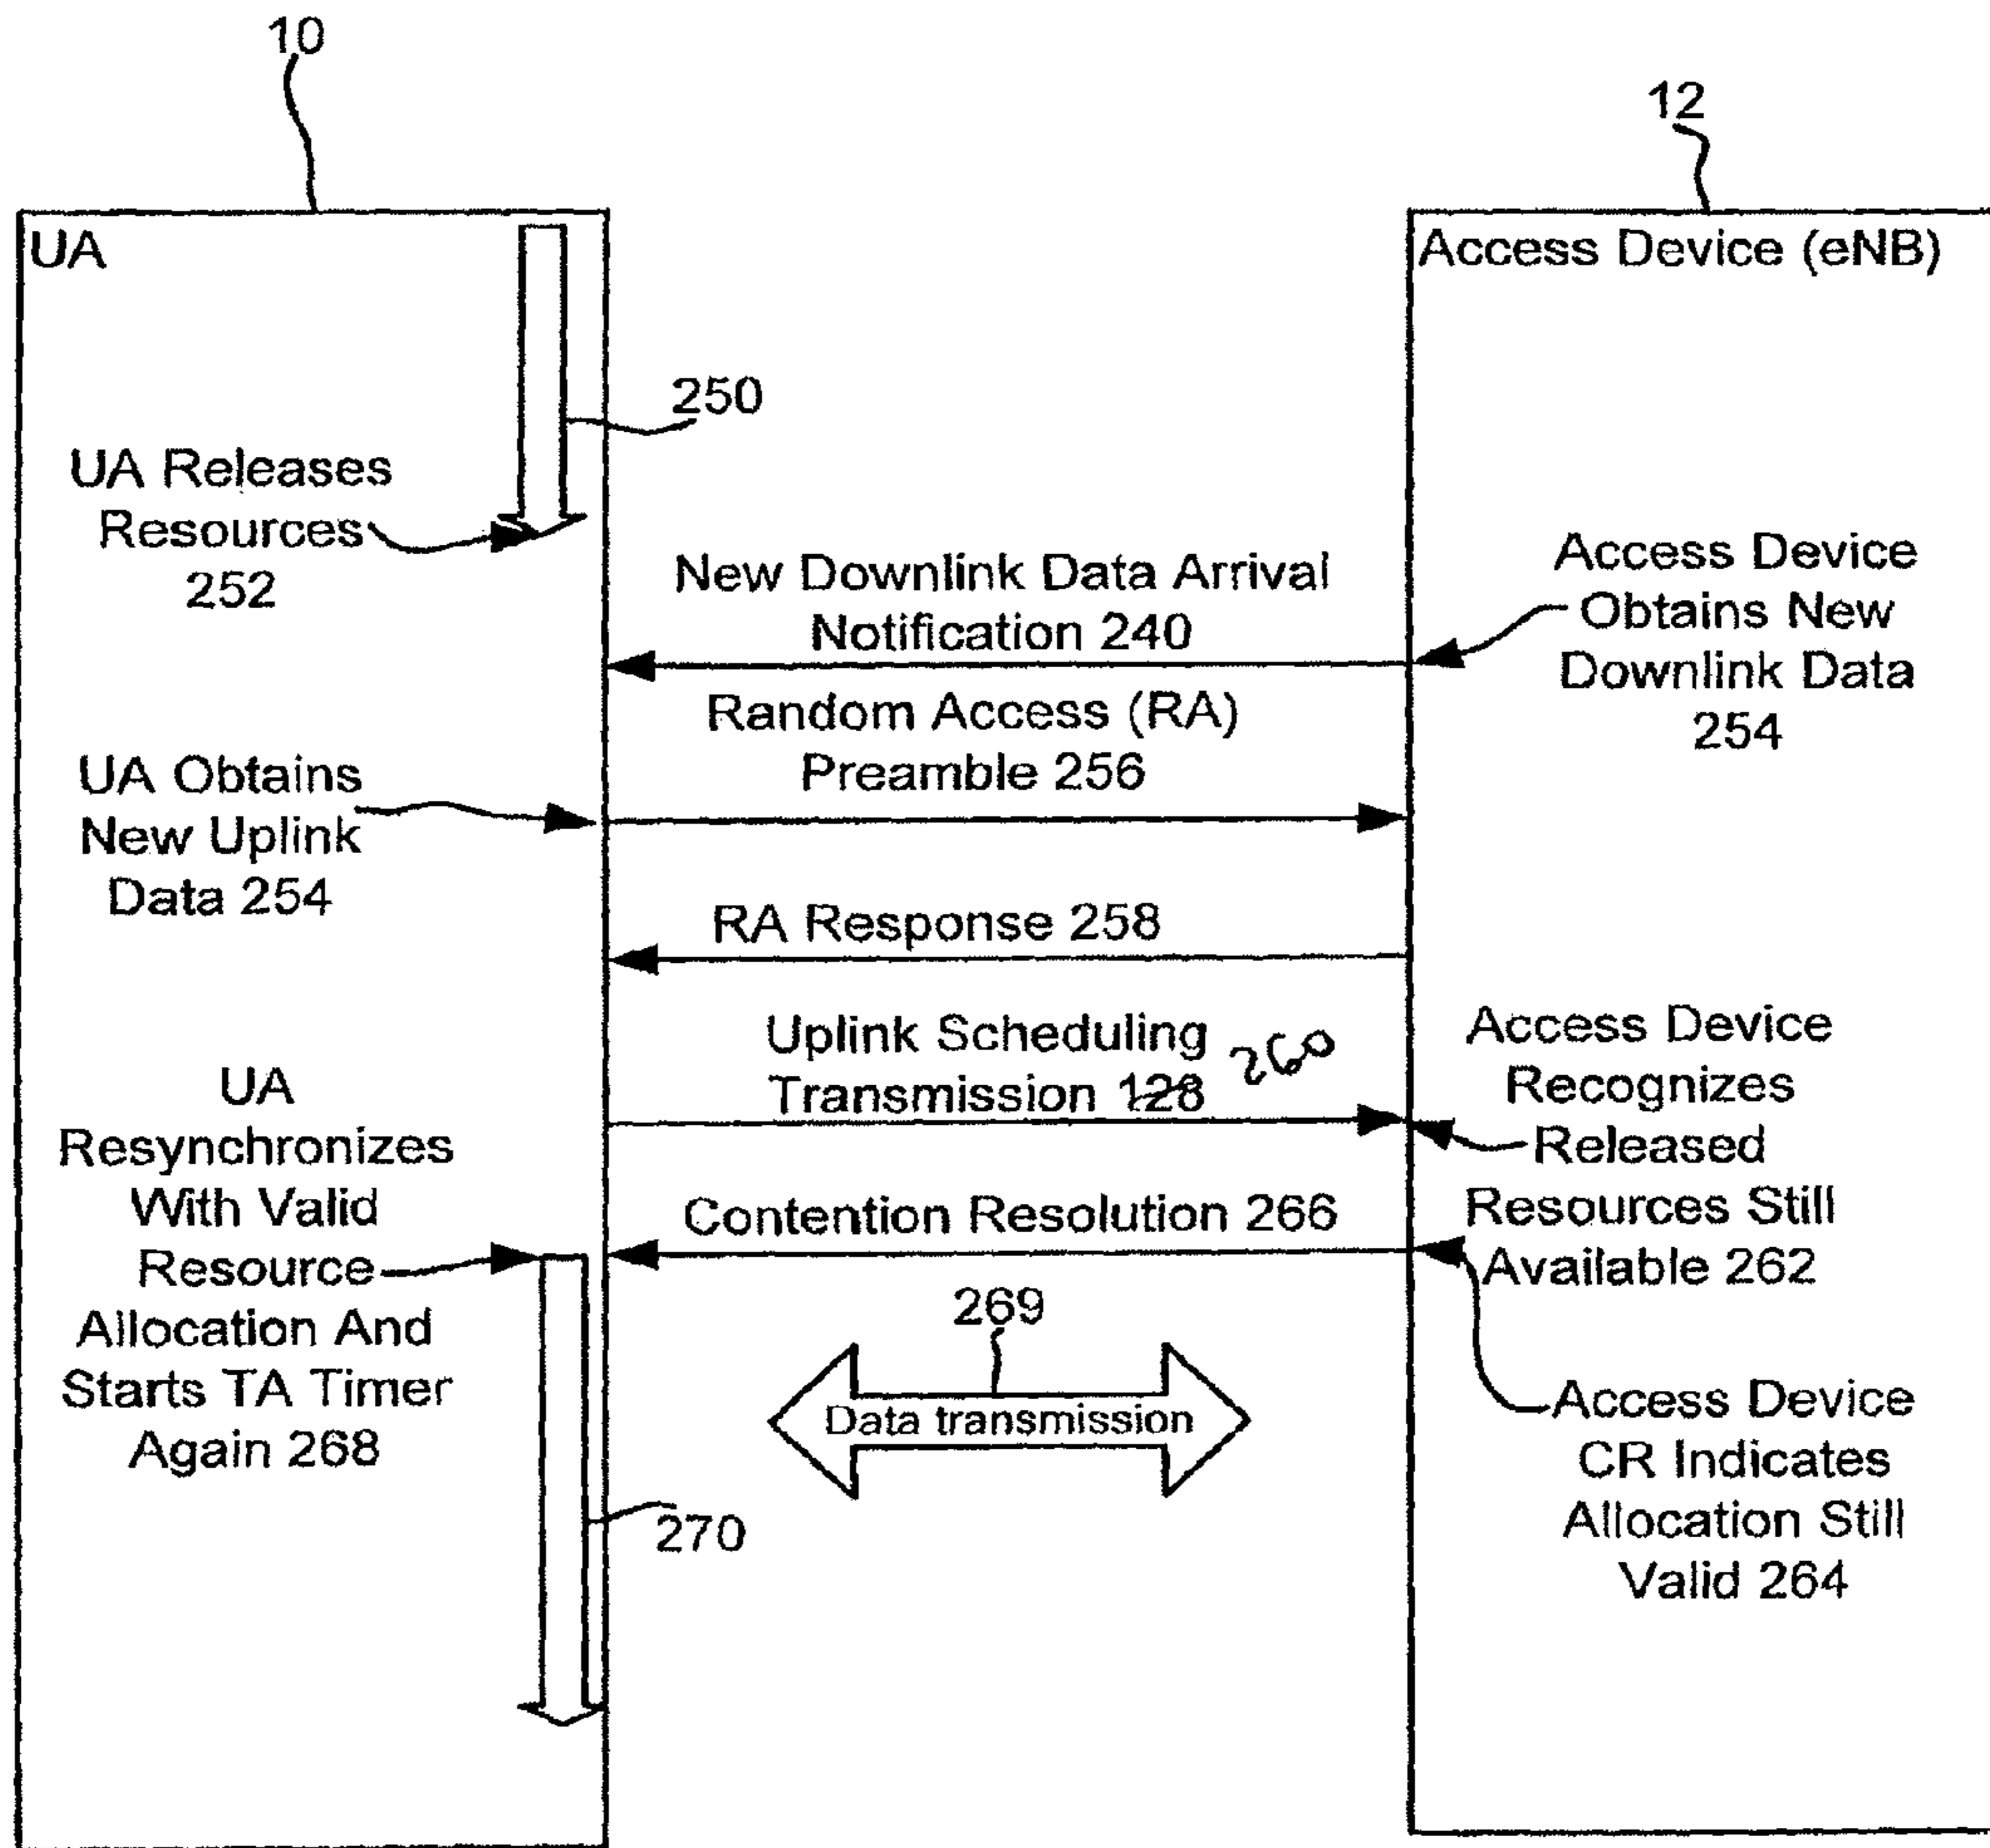 10
12
UA
Access Device (eNB)
250
UA Releases
Resources
252
New Downlink Data Arrival
Notification 240
Access Device
Obtains New
Downlink Data
254
Random Access (RA)
Preamble 256
UA Obtains
New Uplink
Data 254
RA Response 258
Uplink Scheduling
Transmission 128 260
Access Device
Recognizes
Released
Resources Still
Available 262
UA
Resynchronizes
With Valid
Resource
Allocation And
Starts TA Timer
Again 268
Contention Resolution 266
269
Data transmission
270
Access Device
CR Indicates
Allocation Still
Valid 264